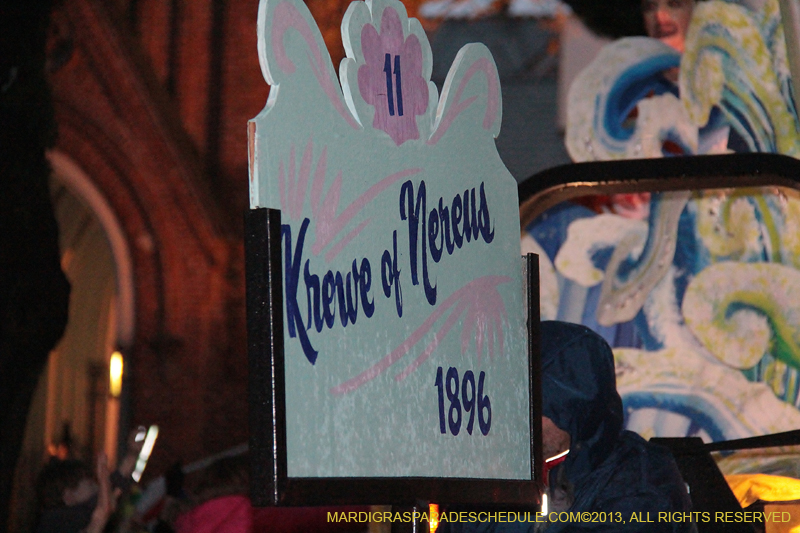 11
Krewe of Nereus
1896
MARDIGRASPARADESCHEDULE.COM©2013, ALL RIGHTS RESERVED